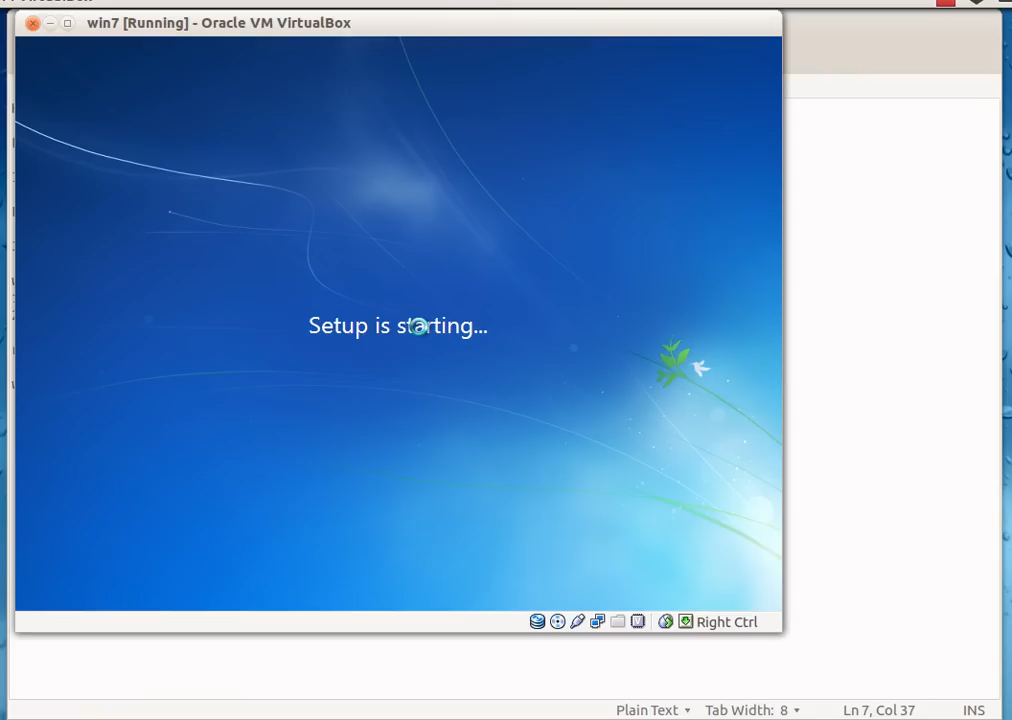 win7 [Running] - Oracle VM VirtualBox
Setup is starting...
Right Ctrl
Plain Text
Tab Width: 8
Ln 7, Col 37
INS